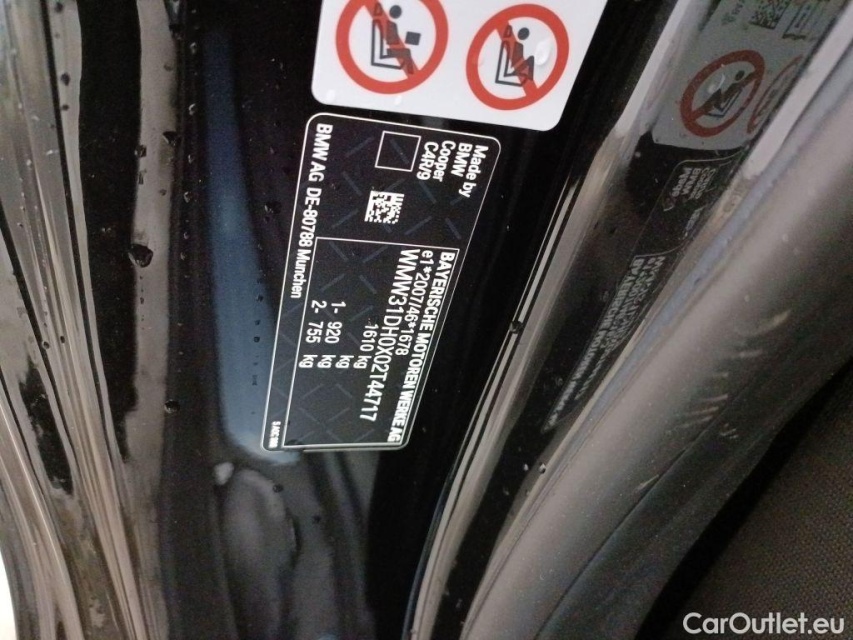 BAYERISCHE MOTOREN WERKE AG
e1*2007/46*1678
WMW31DH0X02T44717
1610 kg
1- 920 kg
2- 755 kg
Made by
BMW
Cooper
C4R/9
BMW AG DE-80788 Munchen
CarOutlet.eu